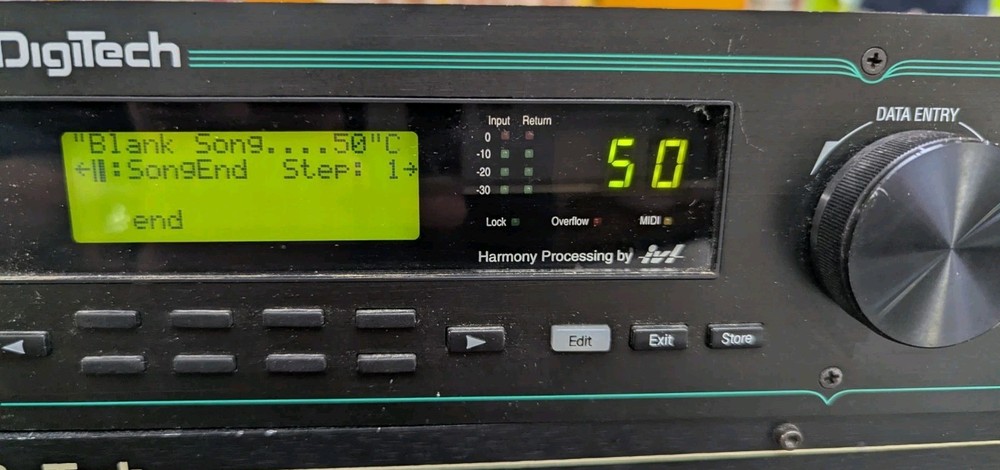 DigiTech
DATA ENTRY
"Blank Song....50"C
←||:SongEnd Step: 1→
end
Input Return
0
-10
-20
-30
50
Lock Overflow MIDI
Harmony Processing by ivl
Edit Exit Store